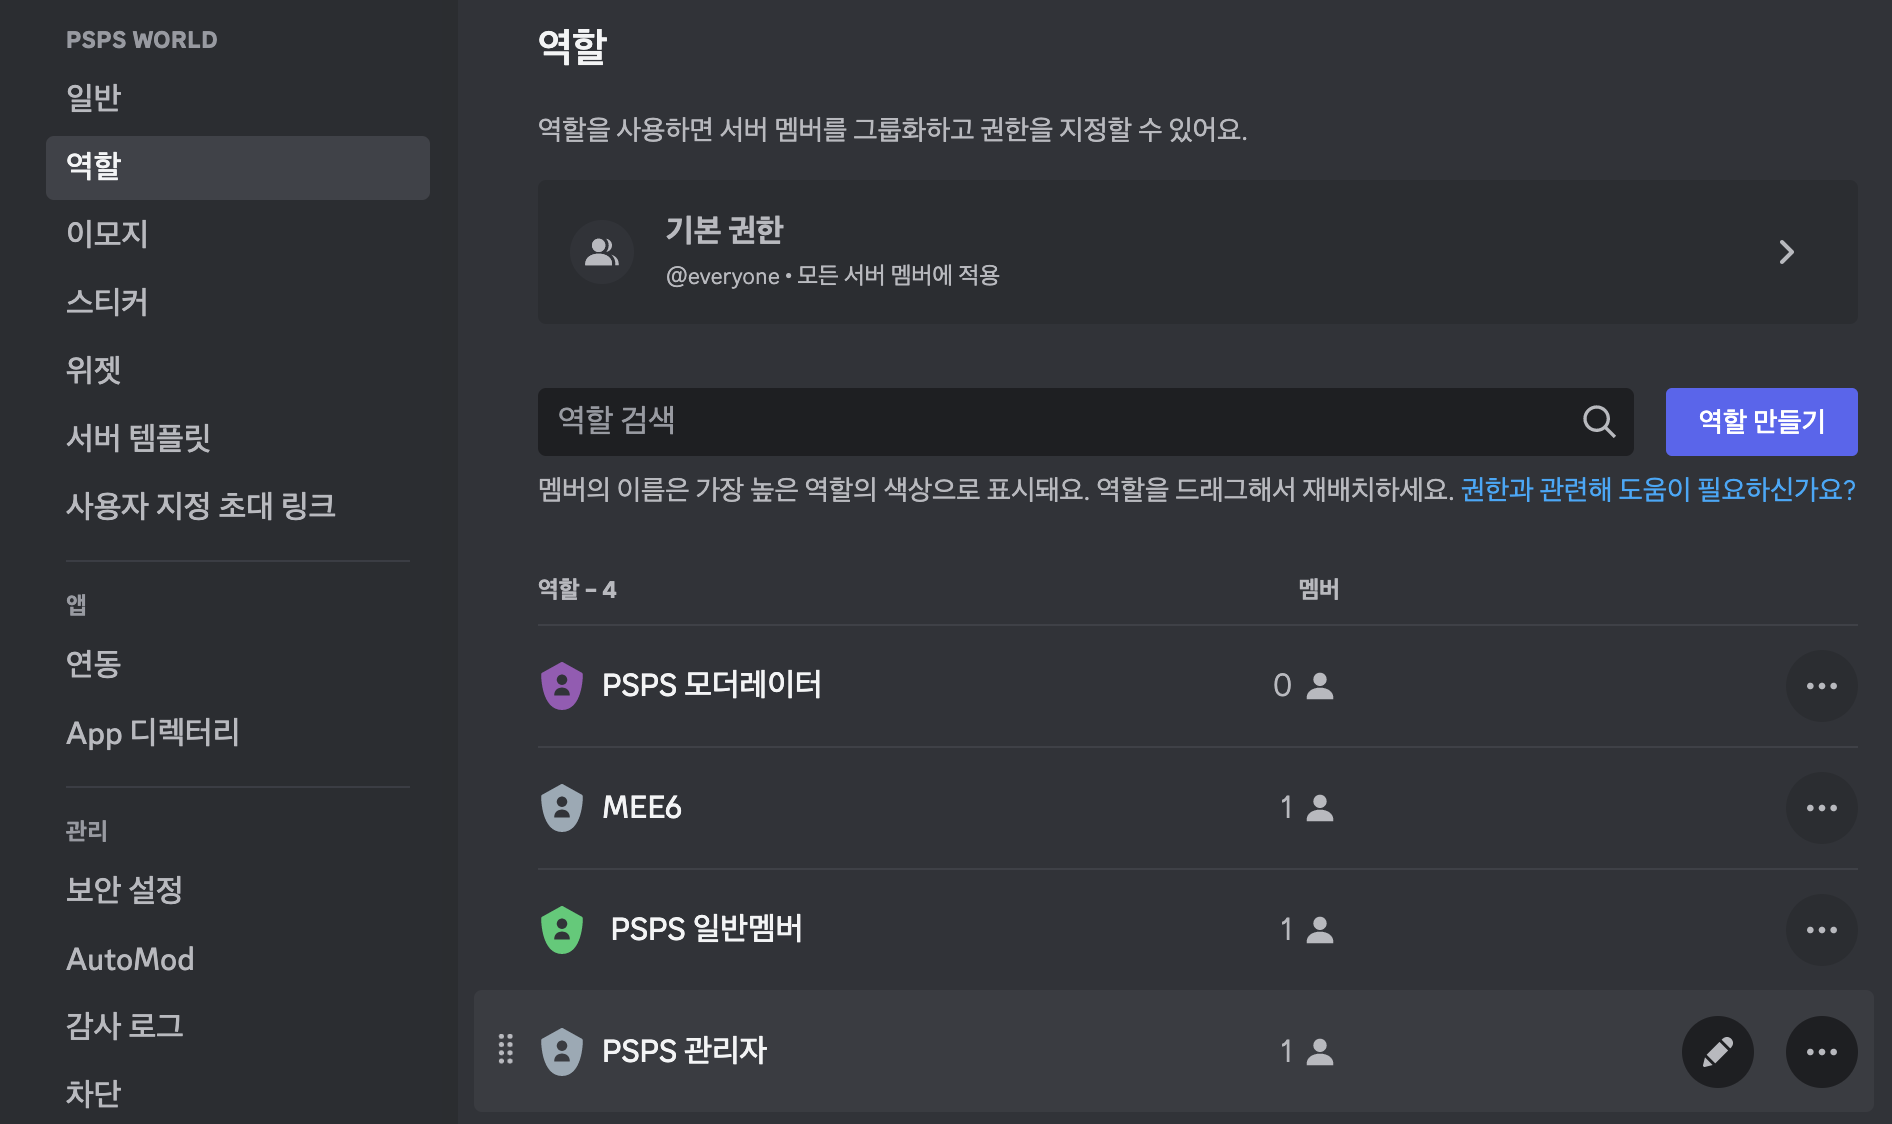 PSPS WORLD
일반
역할
이모지
스티커
위젯
서버 템플릿
사용자 지정 초대 링크
앱
연동
App 디렉터리
관리
보안 설정
AutoMod
감사 로그
차단
역할
역할을 사용하면 서버 멤버를 그룹화하고 권한을 지정할 수 있어요.
기본 권한
@everyone • 모든 서버 멤버에 적용
역할 검색
역할 만들기
멤버의 이름은 가장 높은 역할의 색상으로 표시돼요. 역할을 드래그해서 재배치하세요. 권한과 관련해 도움이 필요하신가요?
역할 – 4 멤버
PSPS 모더레이터 0
MEE6 1
PSPS 일반멤버 1
PSPS 관리자 1